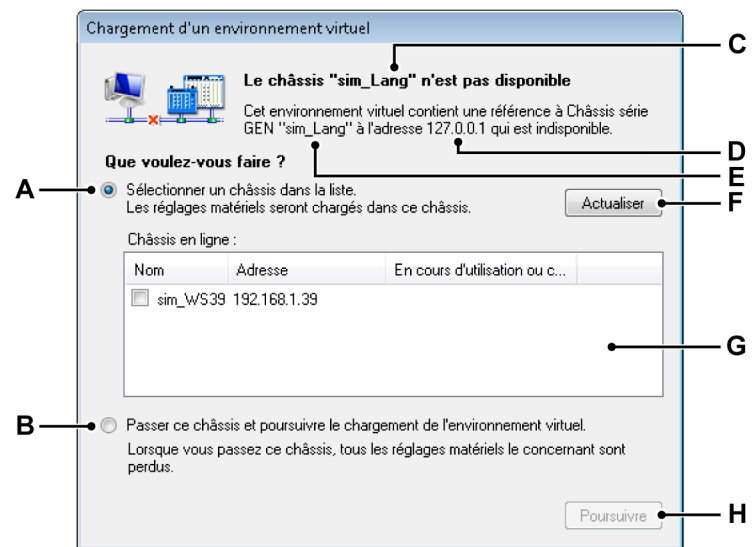 Chargement d'un environnement virtuel
C
Le châssis "sim_Lang" n'est pas disponible
Cet environnement virtuel contient une référence à Châssis série
GEN "sim_Lang" à l'adresse 127.0.0.1 qui est indisponible.
D
E
Que voulez-vous faire ?
A
Sélectionner un châssis dans la liste.
Les réglages matériels seront chargés dans ce châssis.
Actualiser
F
Châssis en ligne :
Nom Adresse En cours d'utilisation ou c...
sim_WS39 192.168.1.39
G
B
Passer ce châssis et poursuivre le chargement de l'environnement virtuel.
Lorsque vous passez ce châssis, tous les réglages matériels le concernant sont
perdus.
Poursuivre
H